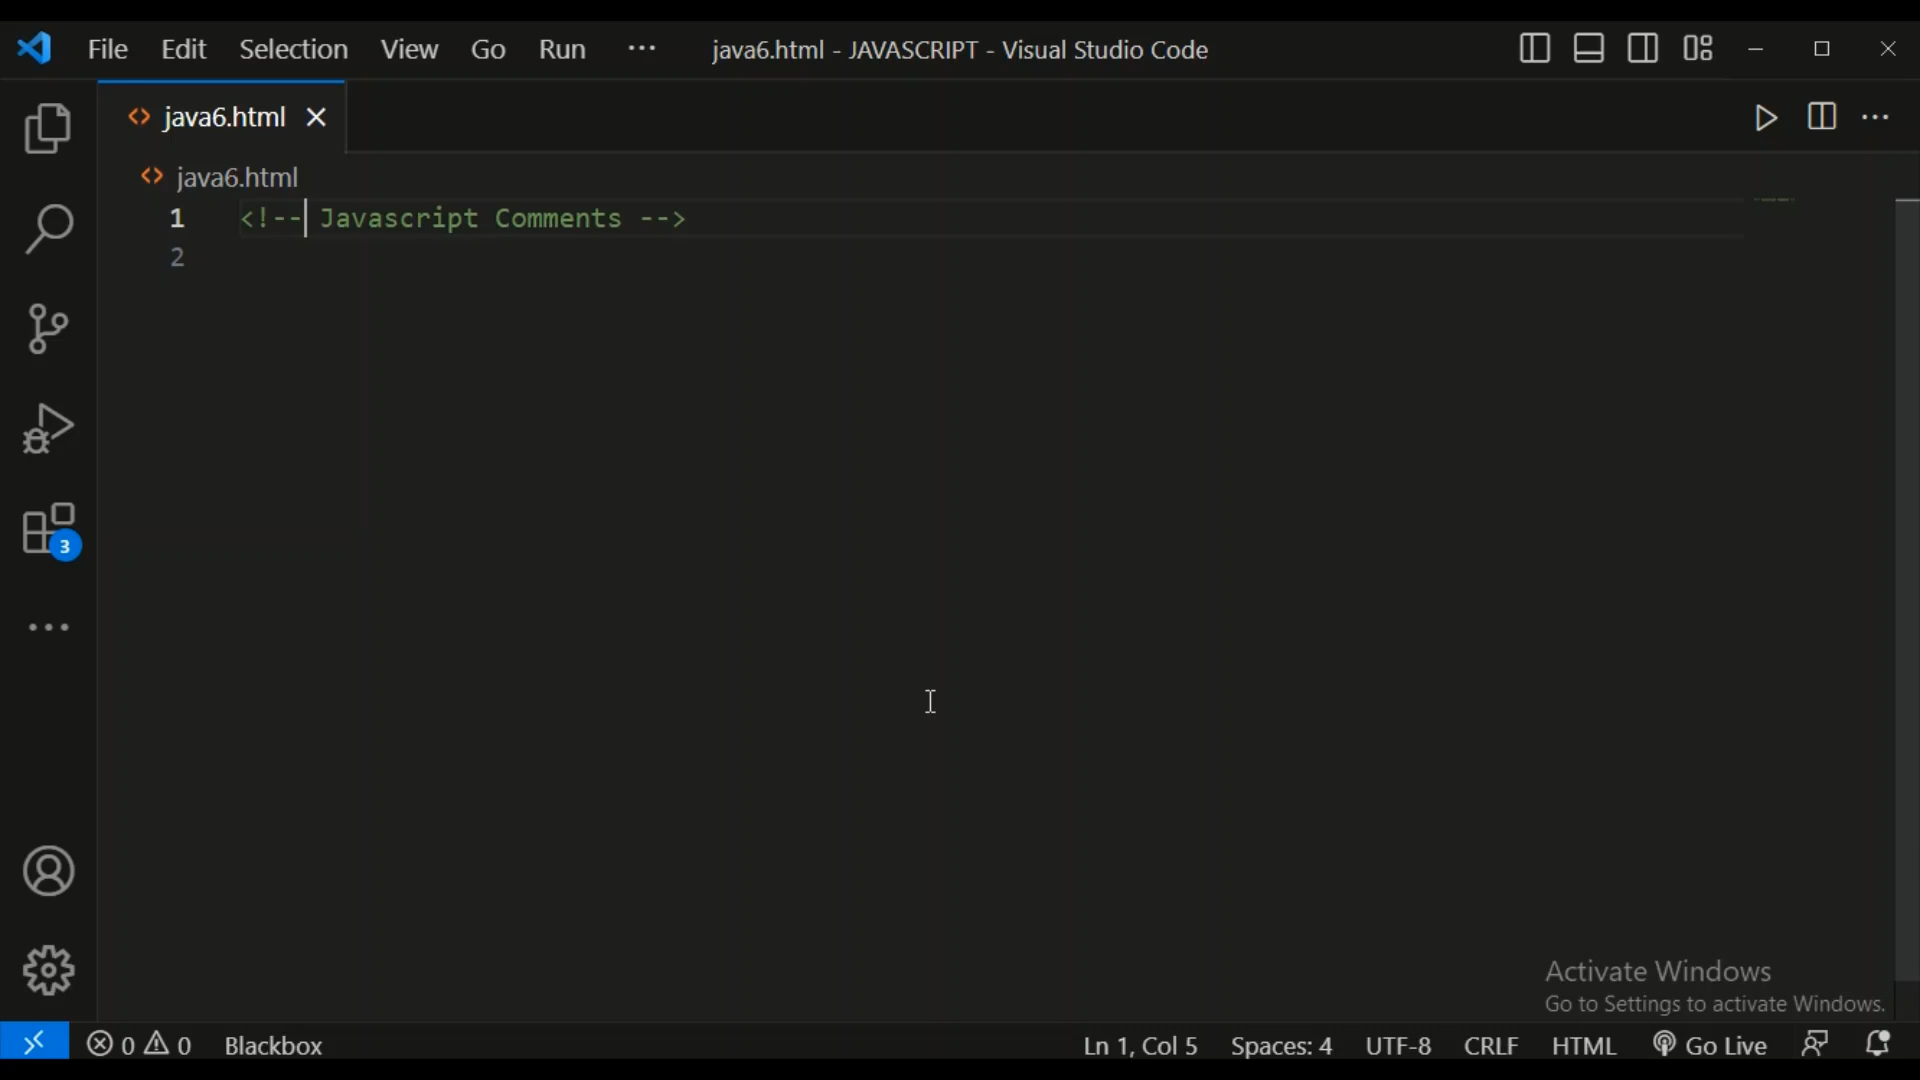 File Edit Selection View Go Run ··· java6.html - JAVASCRIPT - Visual Studio Code
java6.html
java6.html
1 <!-- Javascript Comments -->
2
3
Activate Windows
Go to Settings to activate Windows.
0 0 Blackbox Ln 1, Col 5 Spaces: 4 UTF-8 CRLF HTML Go Live